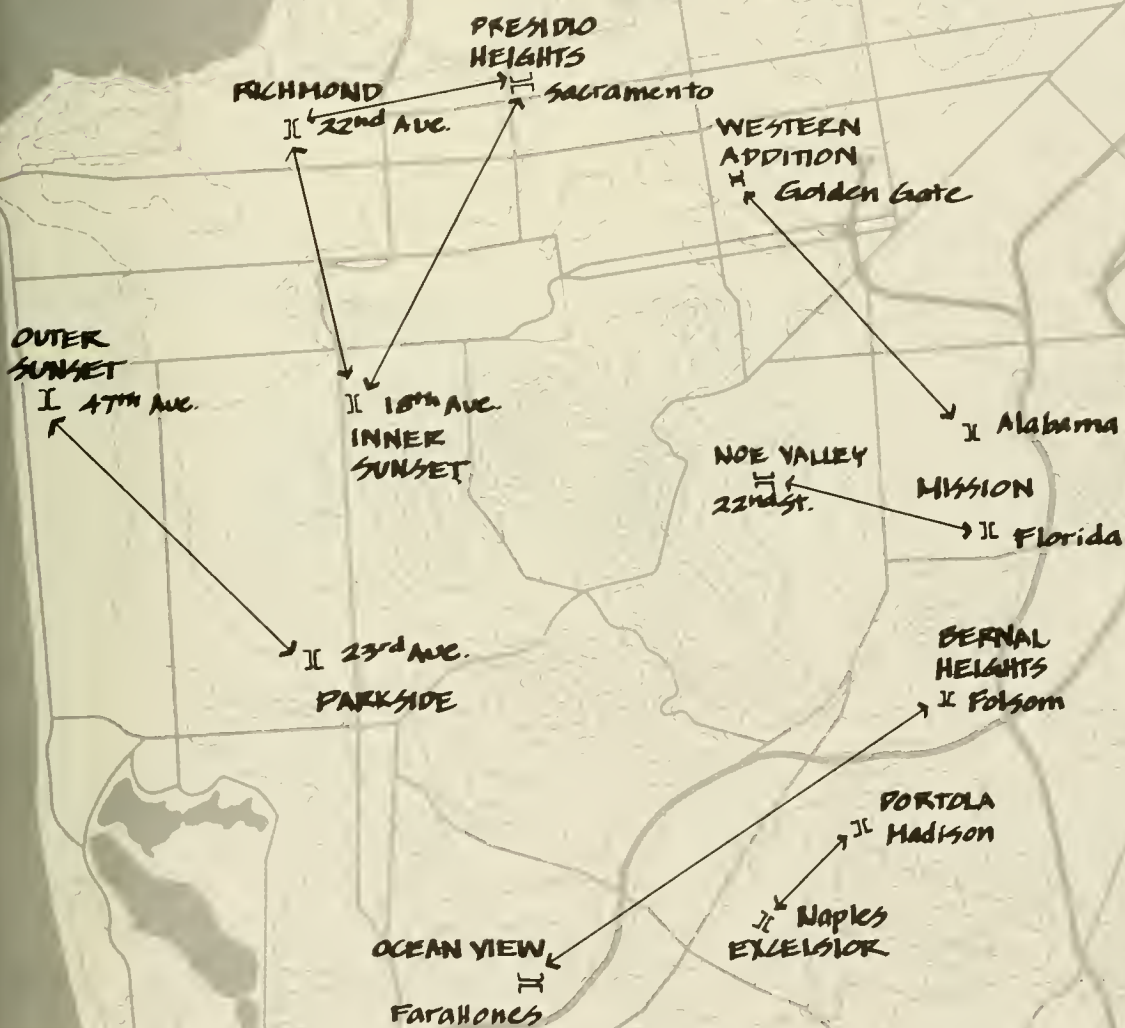 PRESIDIO
HEIGHTS
Sacramento
RICHMOND
22nd Ave.
WESTERN
ADDITION
Golden Gate
OUTER
SUNSET
47th Ave.
18th Ave.
INNER
SUNSET
Alabama
NOE VALLEY
22nd St.
MISSION
Florida
23rd Ave.
PARKSIDE
BERNAL
HEIGHTS
Folsom
PORTOLA
Madison
Naples
EXCELSIOR
OCEAN VIEW
Farallones